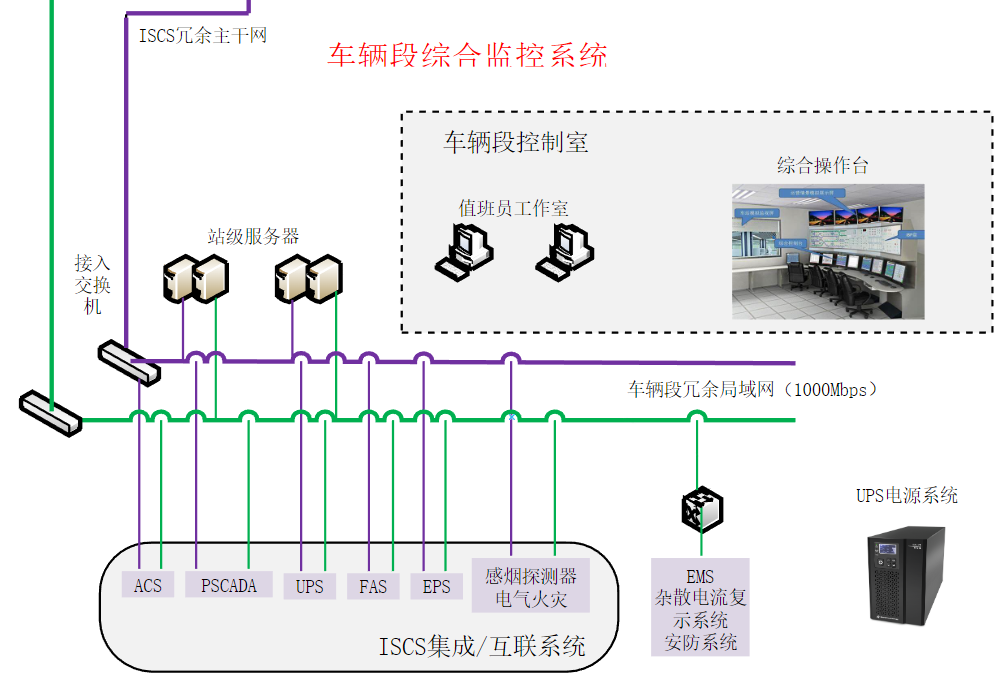 ISCS冗余主干网
车辆段综合监控系统
车辆段控制室
综合操作台
值班员工作室
站级服务器
接入
交换
机
车辆段冗余局域网（1000Mbps）
UPS电源系统
ACS
PSCADA
UPS
FAS
EPS
感烟探测器
电气火灾
EMS
杂散电流复
示系统
安防系统
ISCS集成/互联系统